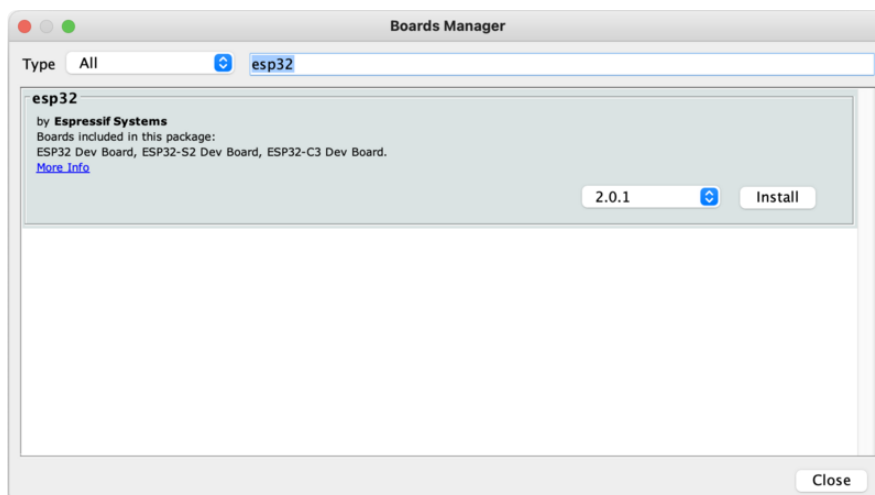 Boards Manager
Type All esp32
esp32
by Espressif Systems
Boards included in this package:
ESP32 Dev Board, ESP32-S2 Dev Board, ESP32-C3 Dev Board.
More Info
2.0.1 Install
Close